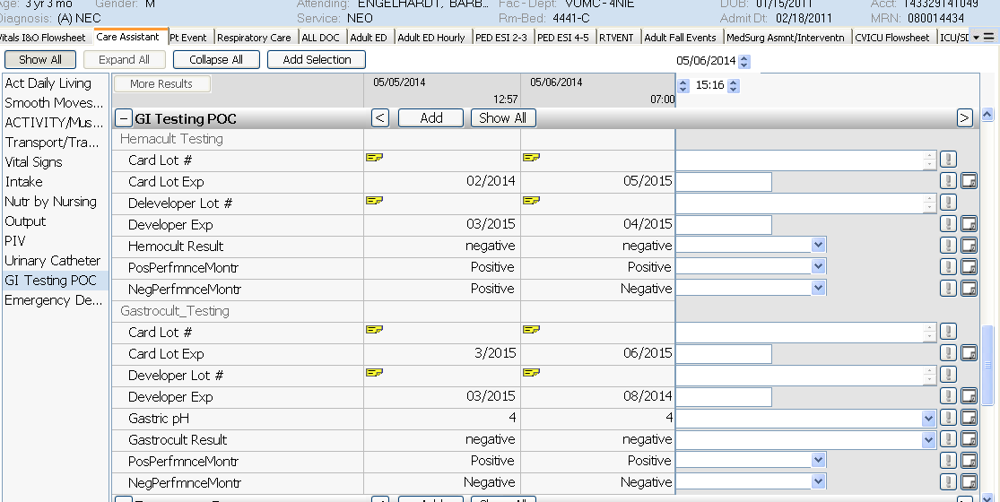 Age: 3 yr 3 mo Gender: M Attending: ENGELHARDT, BARB... Fac - Dept: VUMC - 4NIE DOB: 01/15/2011 Acct: 143329141049
Diagnosis: (A) NEC Service: NEO Rm-Bed: 4441-C Admit Dt: 02/18/2011 MRN: 080014434
Vitals I&O Flowsheet Care Assistant Pt Event Respiratory Care ALL DOC Adult ED Adult ED Hourly PED ESI 2-3 PED ESI 4-5 RTVENT Adult Fall Events MedSurg Asmnt/Interventn CVICU Flowsheet ICU/SD
Show All Expand All Collapse All Add Selection 05/06/2014
Act Daily Living
Smooth Moves...
ACTIVITY/Mus...
Transport/Tra...
Vital Signs
Intake
Nutr by Nursing
Output
PIV
Urinary Catheter
GI Testing POC
Emergency De...
More Results 05/05/2014 05/06/2014 15:16
12:57 07:00
− GI Testing POC < Add Show All >
Hemacult Testing
Card Lot #
Card Lot Exp 02/2014 05/2015
Deleveloper Lot #
Developer Exp 03/2015 04/2015
Hemocult Result negative negative
PosPerfmnceMontr Positive Positive
NegPerfmnceMontr Positive Negative
Gastrocult_Testing
Card Lot #
Card Lot Exp 3/2015 06/2015
Developer Lot #
Developer Exp 03/2015 08/2014
Gastric pH 4 4
Gastrocult Result negative negative
PosPerfmnceMontr Positive Positive
NegPerfmnceMontr Negative Negative